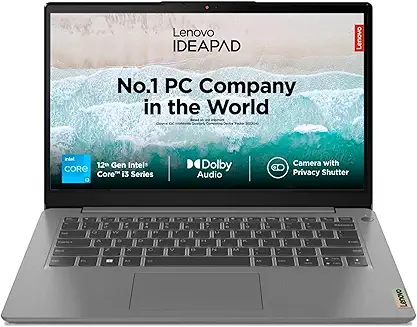 Lenovo
IDEAPAD
Lenovo
No.1 PC Company
in the World
intel
CORE
i3
12th Gen Intel®
Core™ i3 Series
Dolby
Audio
Camera with
Privacy Shutter
Lenovo